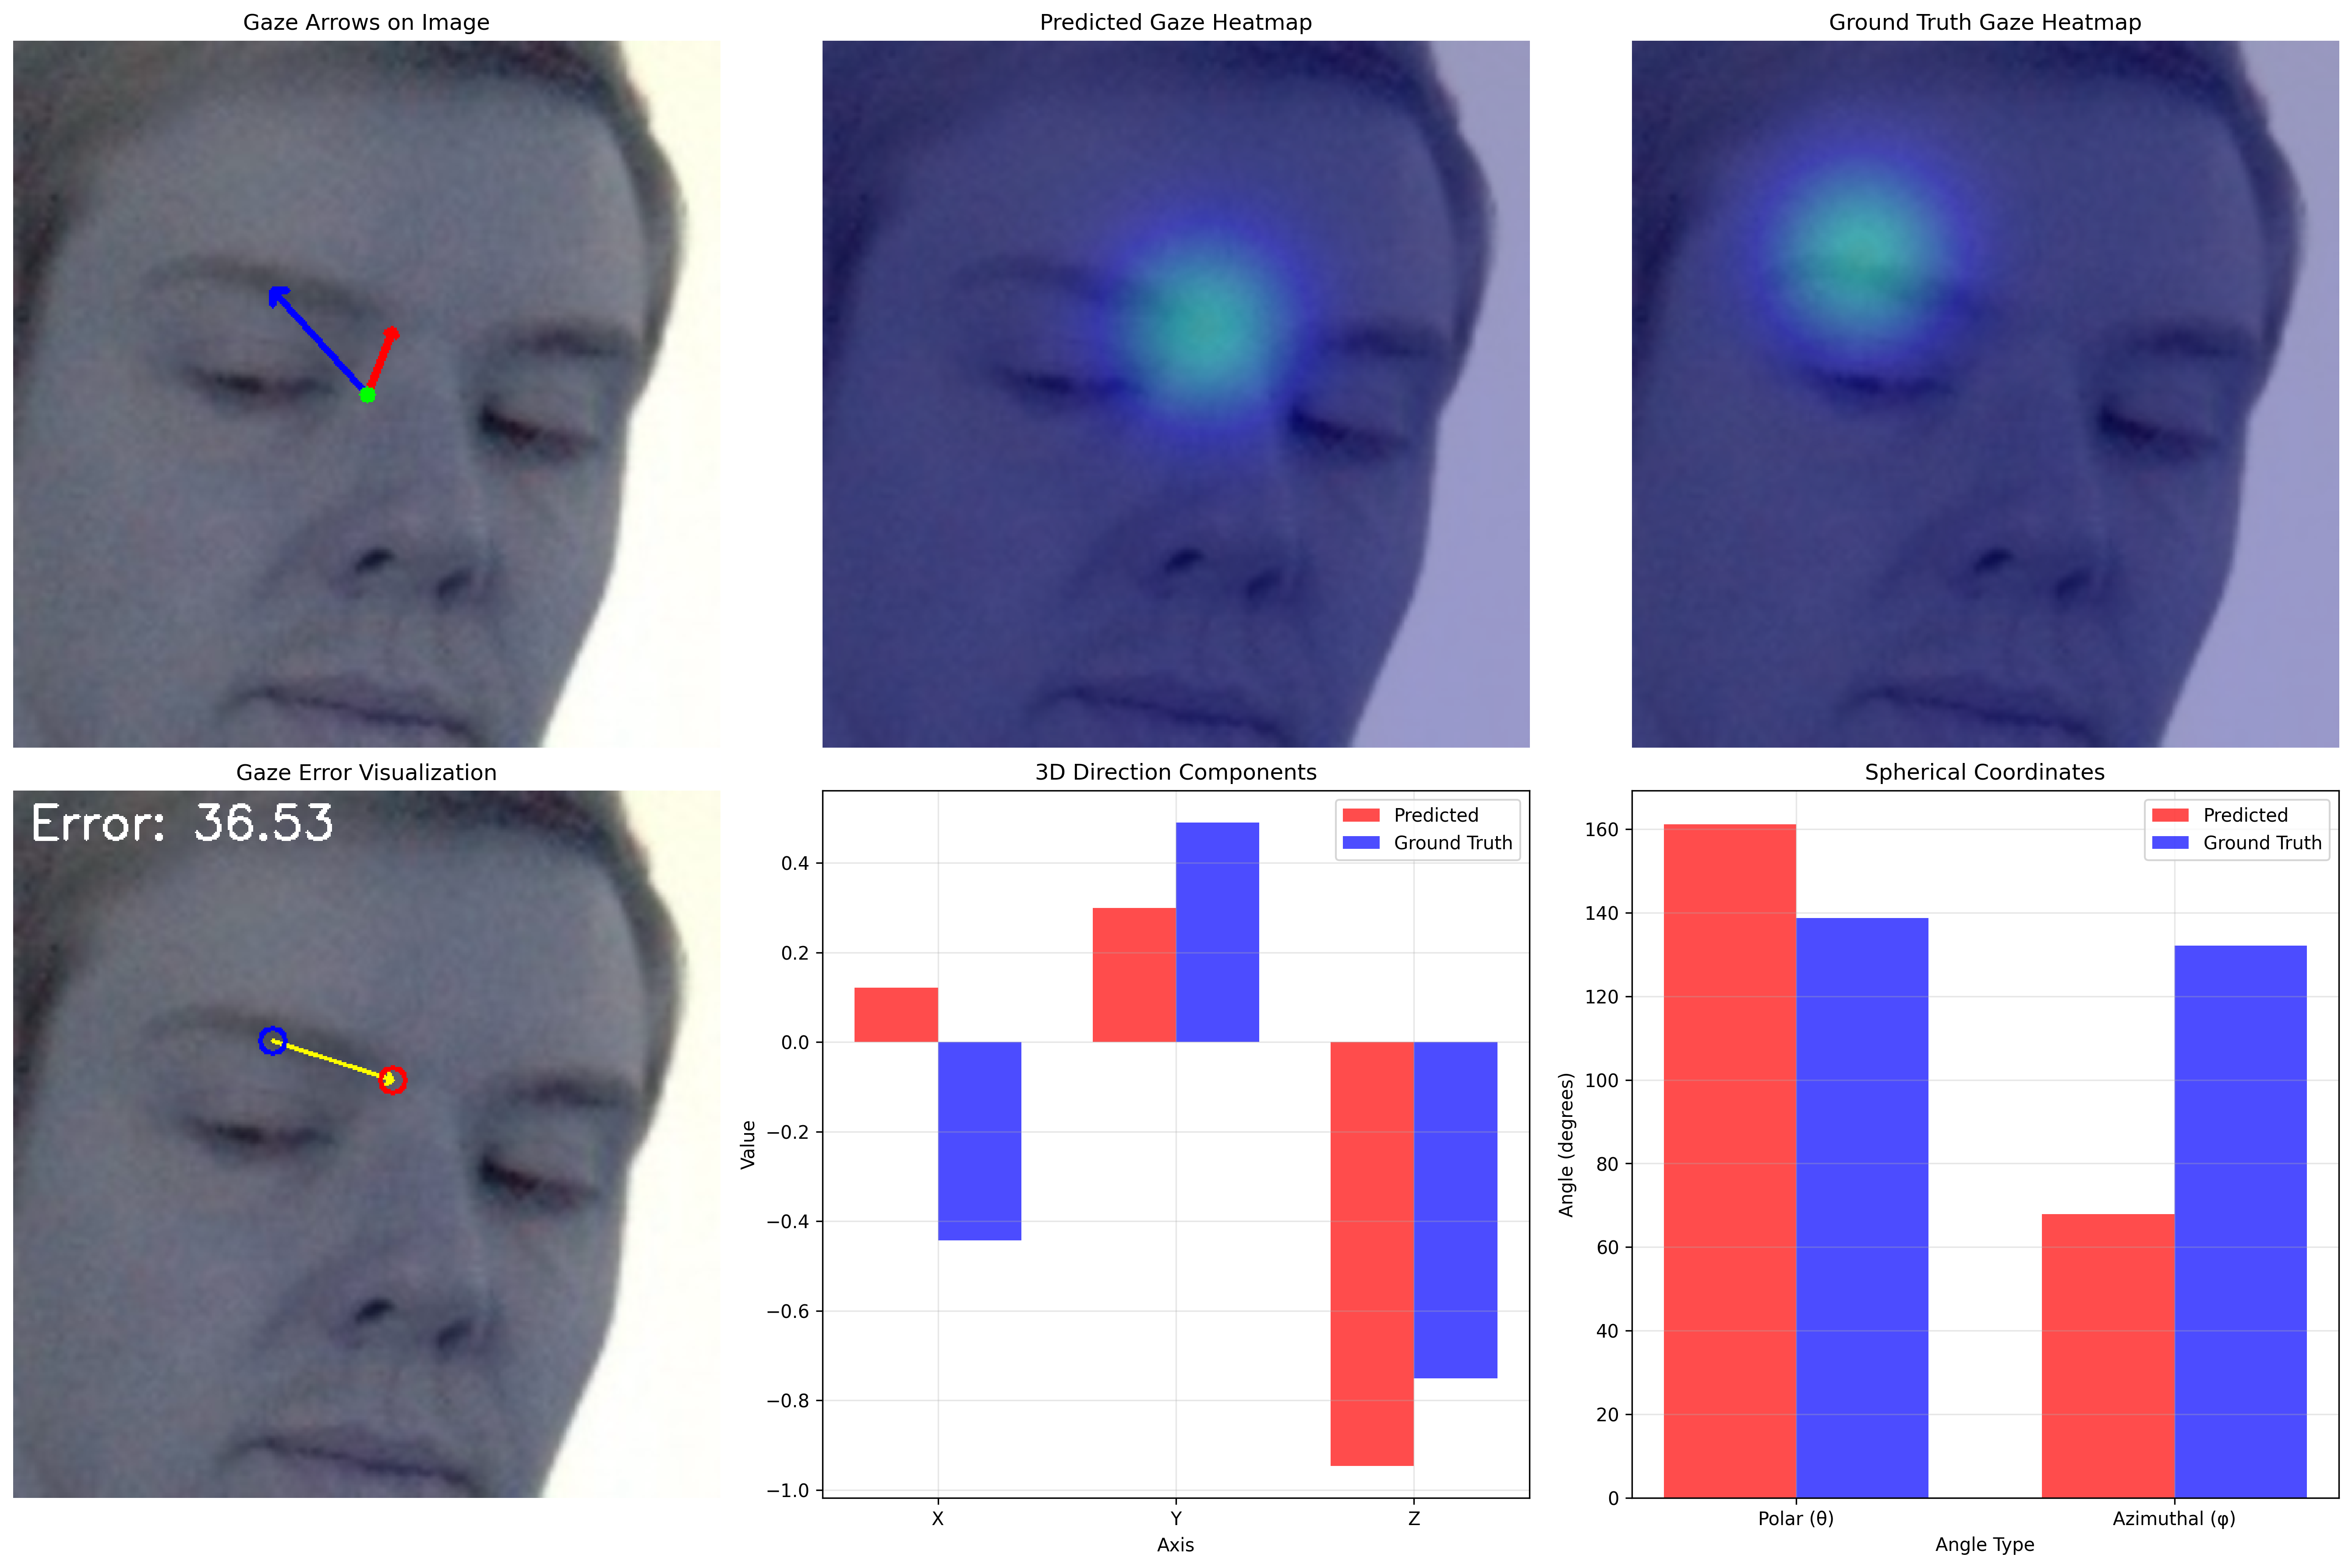 Gaze Arrows on Image
Predicted Gaze Heatmap
Ground Truth Gaze Heatmap
Gaze Error Visualization
Error: 36.53
3D Direction Components
Predicted
Ground Truth
0.4
0.2
0.0
−0.2
−0.4
−0.6
−0.8
−1.0
Value
X
Y
Z
Axis
Spherical Coordinates
Predicted
Ground Truth
160
140
120
100
80
60
40
20
0
Angle (degrees)
Polar (θ)
Azimuthal (φ)
Angle Type